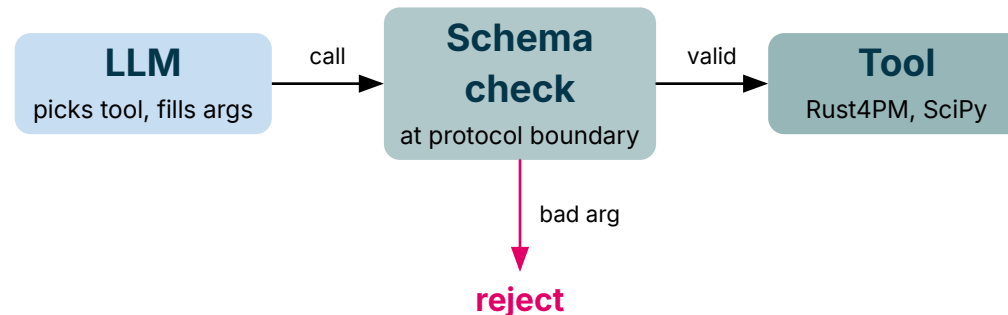 LLM
picks tool, fills args
call
Schema
check
at protocol boundary
valid
Tool
Rust4PM, SciPy
bad arg
reject